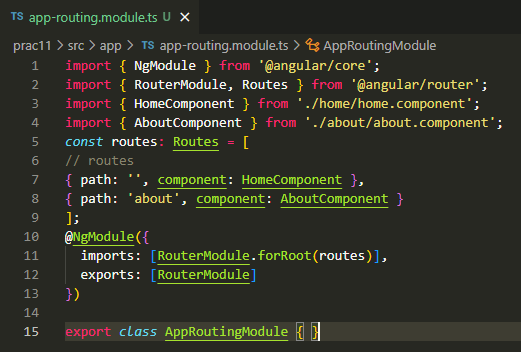 TS app-routing.module.ts U ×
prac11 > src > app > TS app-routing.module.ts > AppRoutingModule
1 import { NgModule } from '@angular/core';
2 import { RouterModule, Routes } from '@angular/router';
3 import { HomeComponent } from './home/home.component';
4 import { AboutComponent } from './about/about.component';
5 const routes: Routes = [
6 // routes
7 { path: '', component: HomeComponent },
8 { path: 'about', component: AboutComponent }
9 ];
10 @NgModule({
11   imports: [RouterModule.forRoot(routes)],
12   exports: [RouterModule]
13 })
14
15 export class AppRoutingModule { }